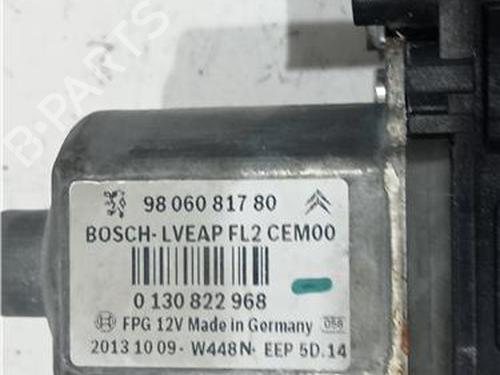 B-PARTS
98 060 817 80
BOSCH- LVEAP FL2 CEM00
0 130 822 968
FPG 12V Made in Germany 058
2013 10 09 - W448N - EEP 5D.14